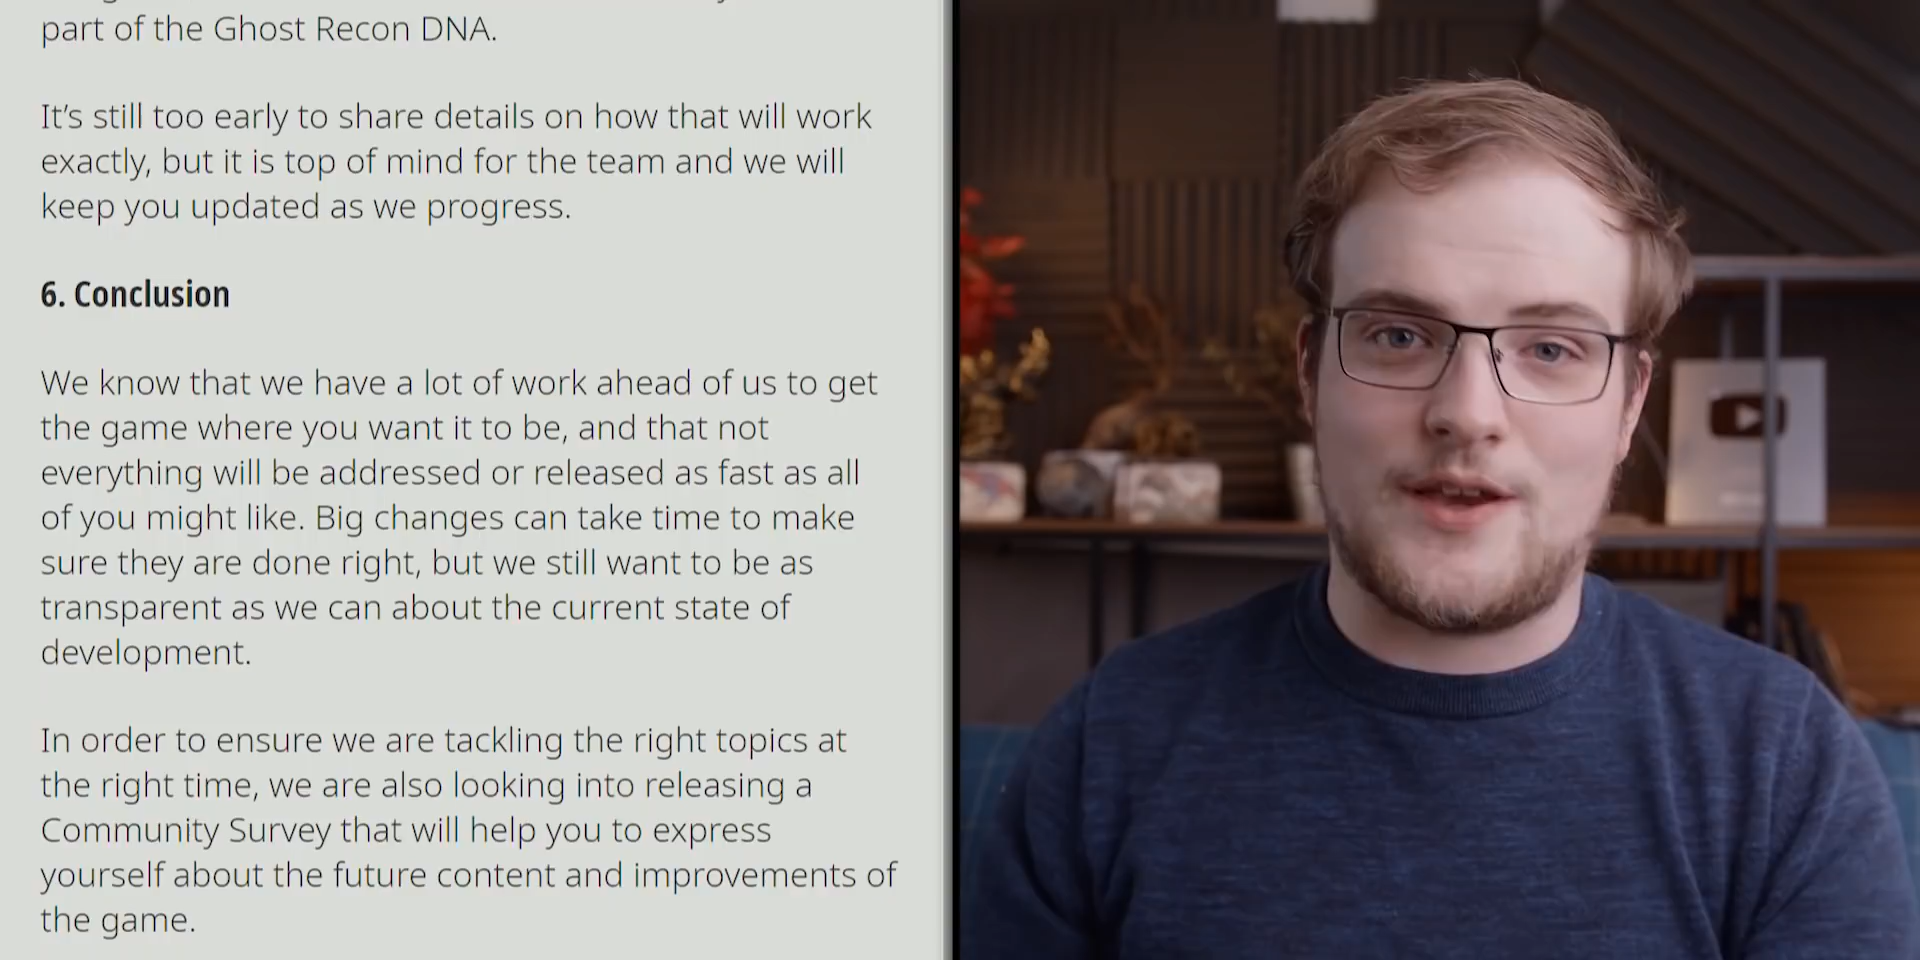 part of the Ghost Recon DNA.
It’s still too early to share details on how that will work
exactly, but it is top of mind for the team and we will
keep you updated as we progress.
6. Conclusion
We know that we have a lot of work ahead of us to get
the game where you want it to be, and that not
everything will be addressed or released as fast as all
of you might like. Big changes can take time to make
sure they are done right, but we still want to be as
transparent as we can about the current state of
development.
In order to ensure we are tackling the right topics at
the right time, we are also looking into releasing a
Community Survey that will help you to express
yourself about the future content and improvements of
the game.